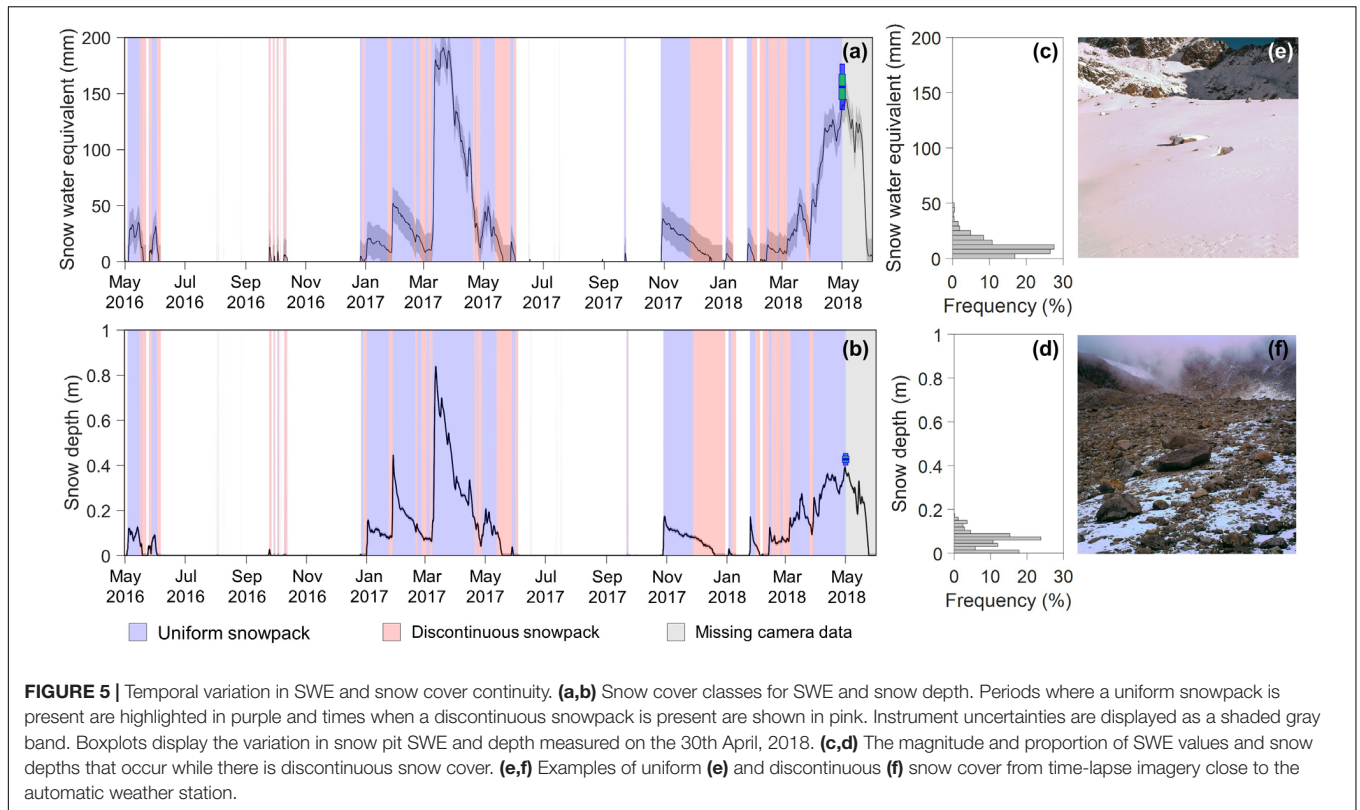 Snow water equivalent (mm)
200
150
100
50
0
(a)
May
2016
Jul
2016
Sep
2016
Nov
2016
Jan
2017
Mar
2017
May
2017
Jul
2017
Sep
2017
Nov
2017
Jan
2018
Mar
2018
May
2018
Snow water equivalent (mm)
200
150
100
50
0
(c)
0 10 20 30
Frequency (%)
(e)
Snow depth (m)
1
0.8
0.6
0.4
0.2
0
(b)
May
2016
Jul
2016
Sep
2016
Nov
2016
Jan
2017
Mar
2017
May
2017
Jul
2017
Sep
2017
Nov
2017
Jan
2018
Mar
2018
May
2018
Snow depth (m)
1
0.8
0.6
0.4
0.2
0
(d)
0 10 20 30
Frequency (%)
(f)
Uniform snowpack
Discontinuous snowpack
Missing camera data
FIGURE 5 | Temporal variation in SWE and snow cover continuity. (a,b) Snow cover classes for SWE and snow depth. Periods where a uniform snowpack is
present are highlighted in purple and times when a discontinuous snowpack is present are shown in pink. Instrument uncertainties are displayed as a shaded gray
band. Boxplots display the variation in snow pit SWE and depth measured on the 30th April, 2018. (c,d) The magnitude and proportion of SWE values and snow
depths that occur while there is discontinuous snow cover. (e,f) Examples of uniform (e) and discontinuous (f) snow cover from time-lapse imagery close to the
automatic weather station.